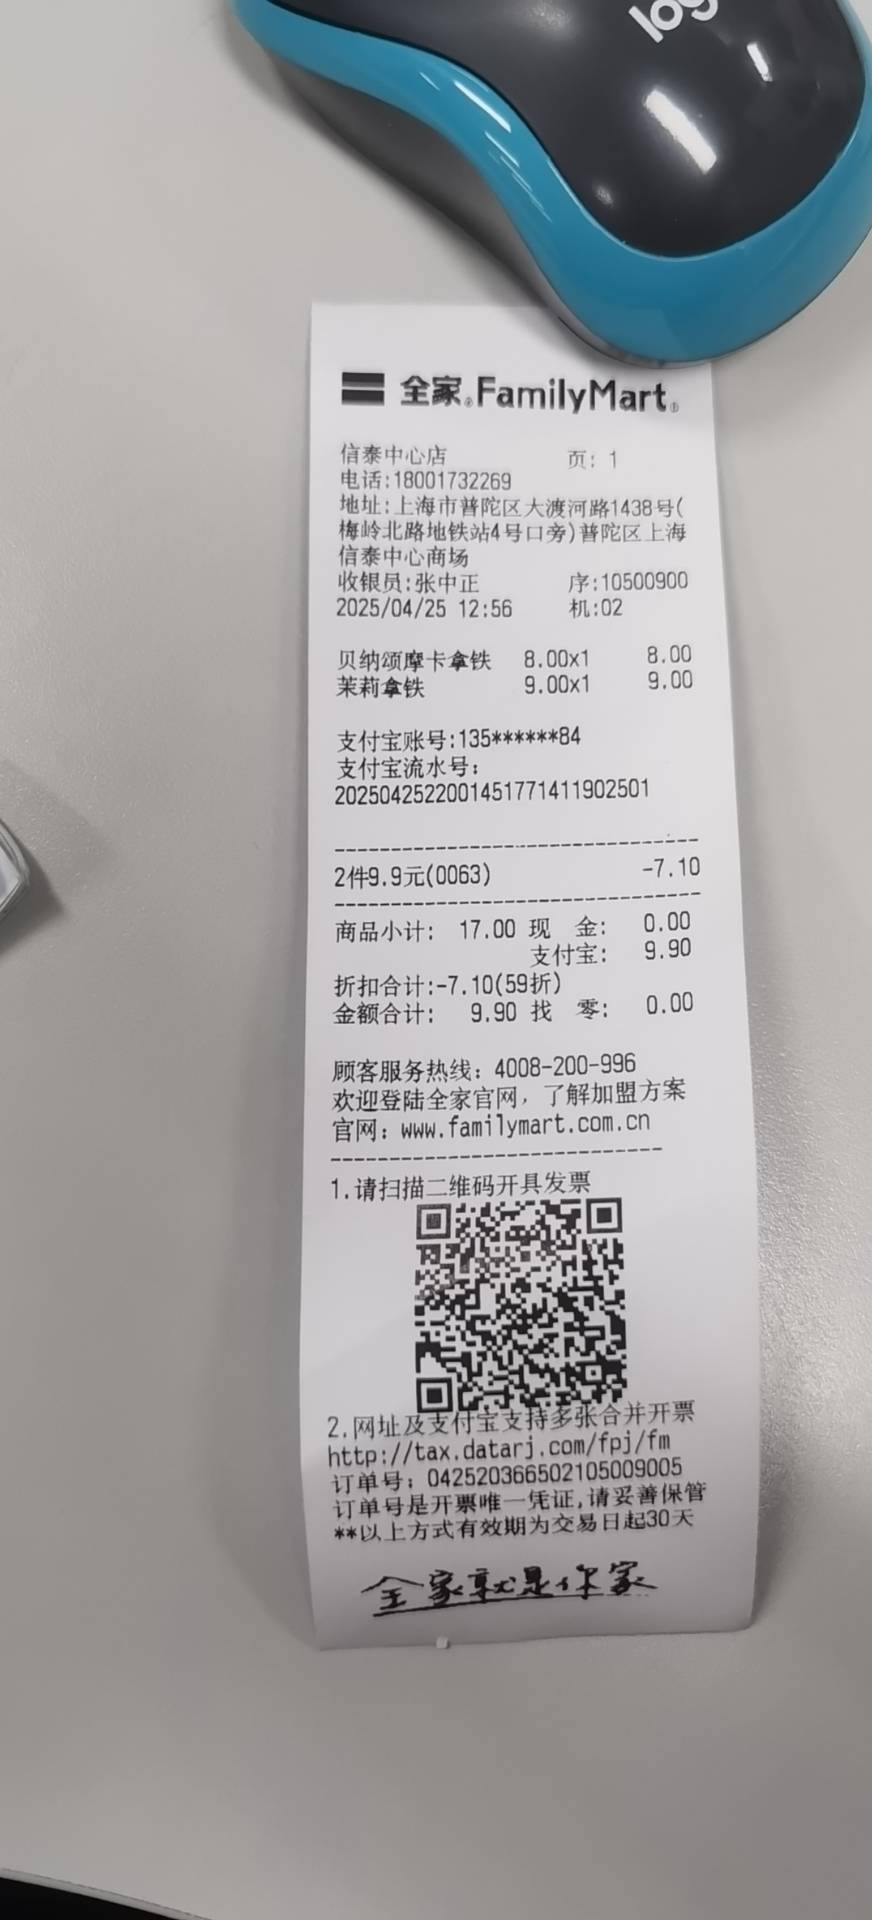 log
全家®FamilyMart®
信泰中心店 页: 1
电话:18001732269
地址:上海市普陀区大渡河路1438号(
梅岭北路地铁站4号口旁)普陀区上海
信泰中心商场
收银员:张中正 序:10500900
2025/04/25 12:56 机:02
贝纳颂摩卡拿铁 8.00x1 8.00
茉莉拿铁 9.00x1 9.00
支付宝账号:135******84
支付宝流水号:
2025042522001451771411902501
--------------------------------
2件9.9元(0063) -7.10
--------------------------------
商品小计: 17.00 现 金: 0.00
支付宝: 9.90
折扣合计:-7.10(59折)
金额合计: 9.90 找 零: 0.00
顾客服务热线: 4008-200-996
欢迎登陆全家官网，了解加盟方案
官网: www.familymart.com.cn
----------------------------
1.请扫描二维码开具发票
2.网址及支付宝支持多张合并开票
http://tax.datarj.com/fpj/fm
订单号: 042520366502105009005
订单号是开票唯一凭证,请妥善保管
**以上方式有效期为交易日起30天
全家就是你家